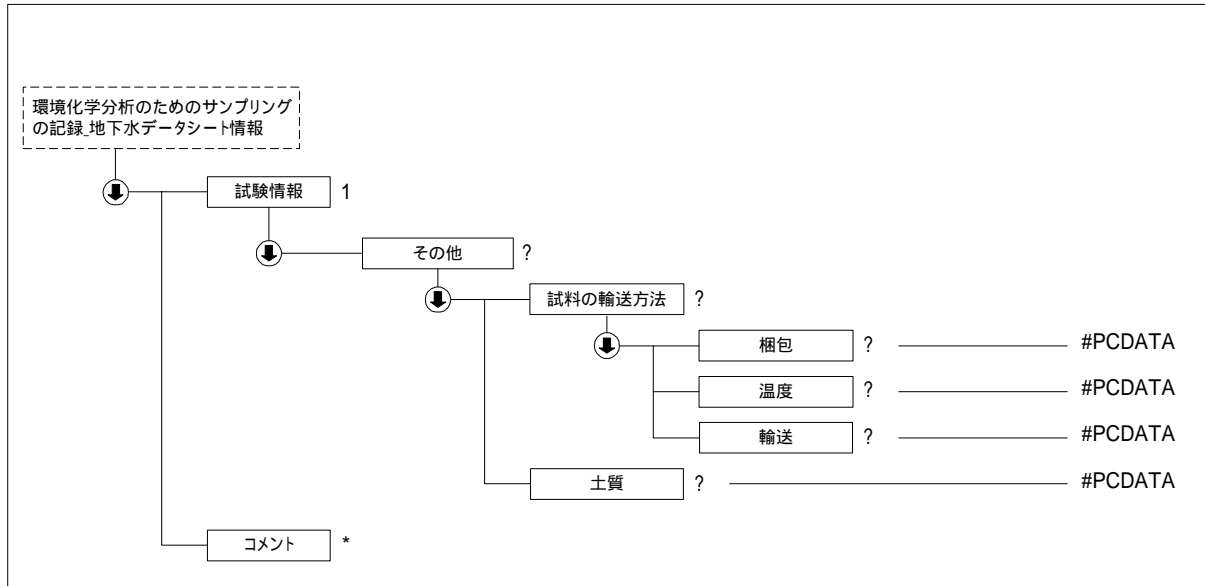 環境化学分析のためのサンプリング
の記録_地下水データシート情報
試験情報 1
その他 ?
試料の輸送方法 ?
梱包 ? #PCDATA
温度 ? #PCDATA
輸送 ? #PCDATA
土質 ? #PCDATA
コメント *